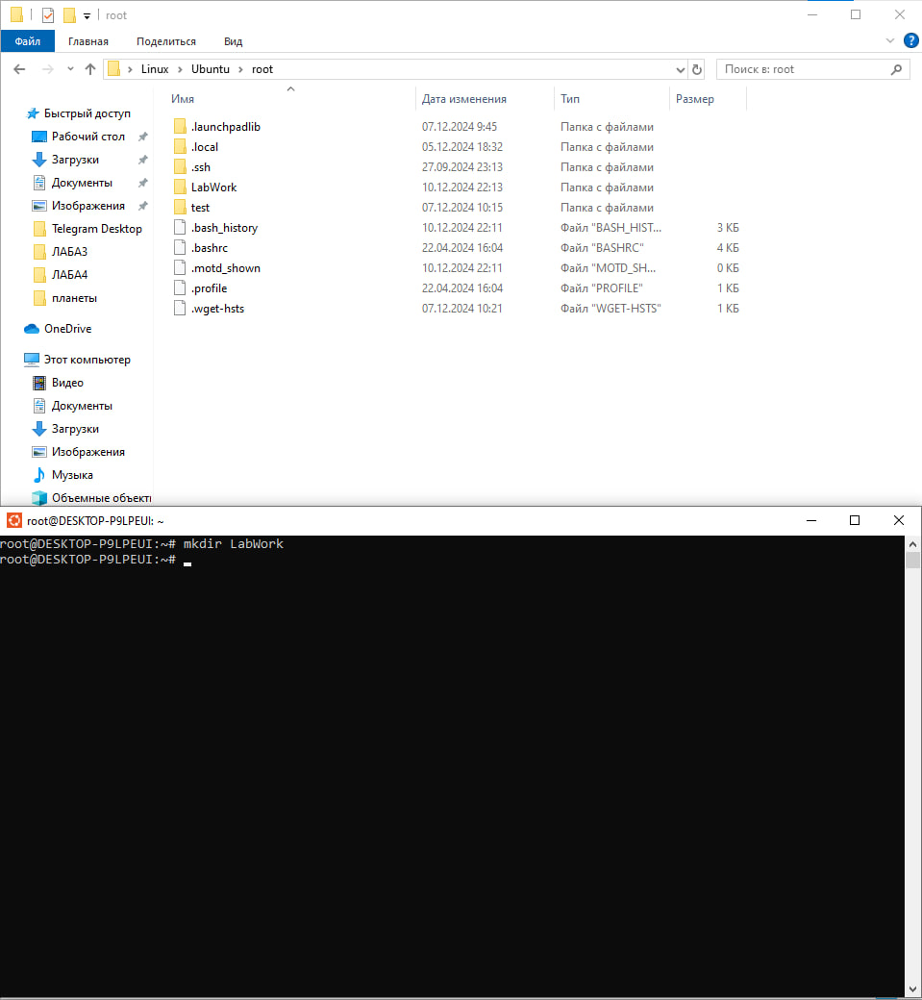 root
Файл Главная Поделиться Вид
Linux Ubuntu root Поиск в: root
Имя Дата изменения Тип Размер
Быстрый доступ
Рабочий стол
Загрузки
Документы
Изображения
Telegram Desktop
ЛАБА3
ЛАБА4
планеты
OneDrive
Этот компьютер
Видео
Документы
Загрузки
Изображения
Музыка
Объемные объекты
.launchpadlib 07.12.2024 9:45 Папка с файлами
.local 05.12.2024 18:32 Папка с файлами
.ssh 27.09.2024 23:13 Папка с файлами
LabWork 10.12.2024 22:13 Папка с файлами
test 07.12.2024 10:15 Папка с файлами
.bash_history 10.12.2024 22:11 Файл "BASH_HIST... 3 КБ
.bashrc 22.04.2024 16:04 Файл "BASHRC" 4 КБ
.motd_shown 10.12.2024 22:11 Файл "MOTD_SH... 0 КБ
.profile 22.04.2024 16:04 Файл "PROFILE" 1 КБ
.wget-hsts 07.12.2024 10:21 Файл "WGET-HSTS" 1 КБ
root@DESKTOP-P9LPEUI: ~
root@DESKTOP-P9LPEUI:~# mkdir LabWork
root@DESKTOP-P9LPEUI:~#